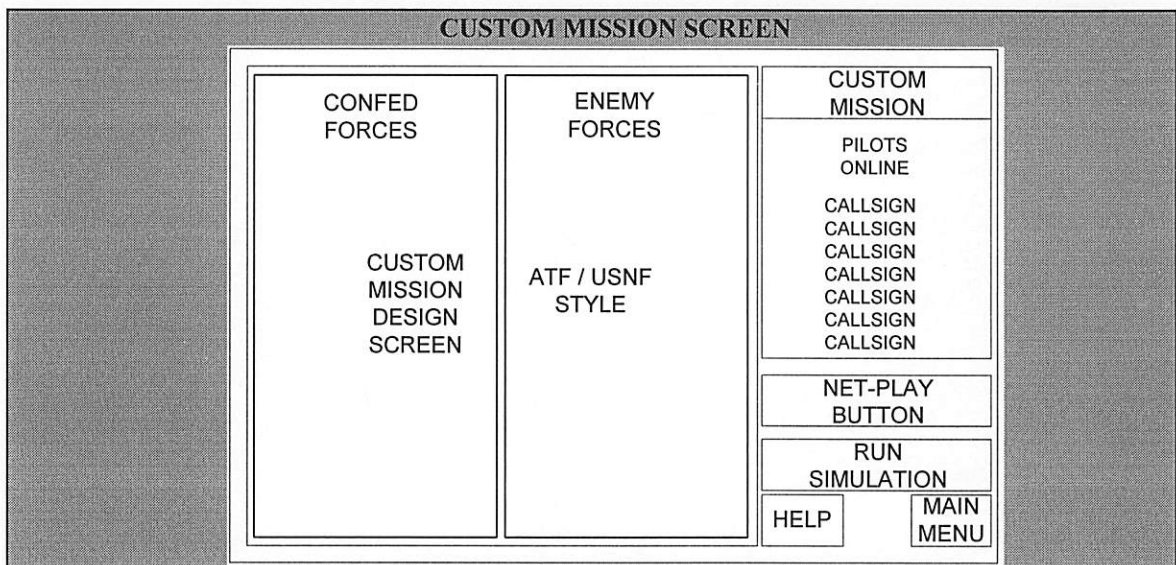 CUSTOM MISSION SCREEN
CONFED
FORCES
CUSTOM
MISSION
DESIGN
SCREEN
ENEMY
FORCES
ATF / USNF
STYLE
CUSTOM
MISSION
PILOTS
ONLINE
CALLSIGN
CALLSIGN
CALLSIGN
CALLSIGN
CALLSIGN
CALLSIGN
CALLSIGN
NET-PLAY
BUTTON
RUN
SIMULATION
HELP
MAIN
MENU